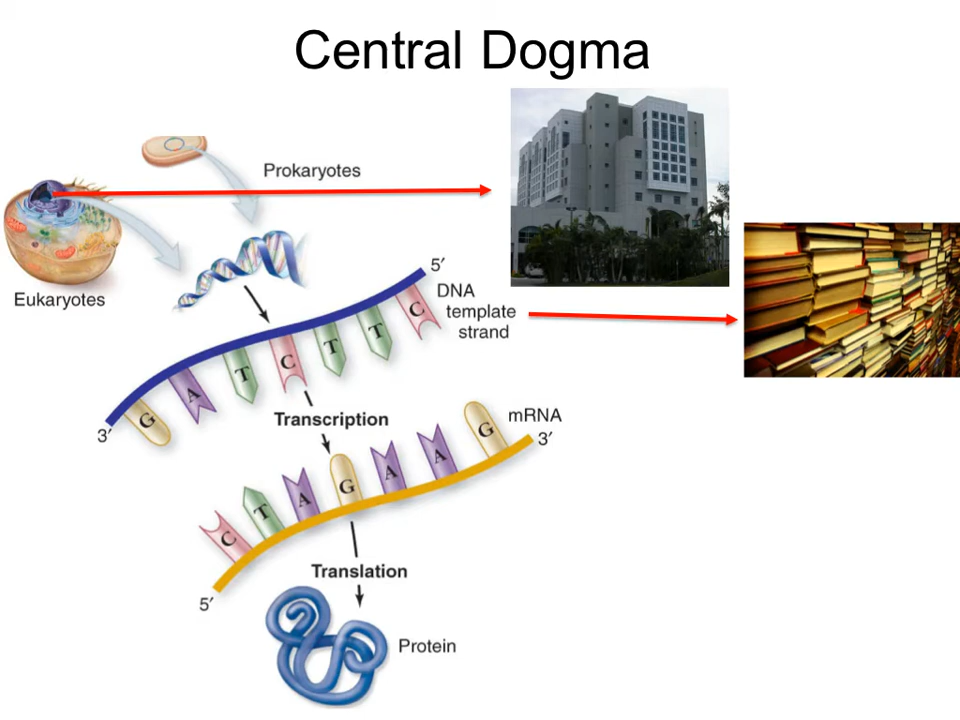 Central Dogma
Prokaryotes
Eukaryotes
5′
DNA
template
strand
G A T C T T C
3′
Transcription
mRNA
3′
C T A G A A G
5′
Translation
Protein